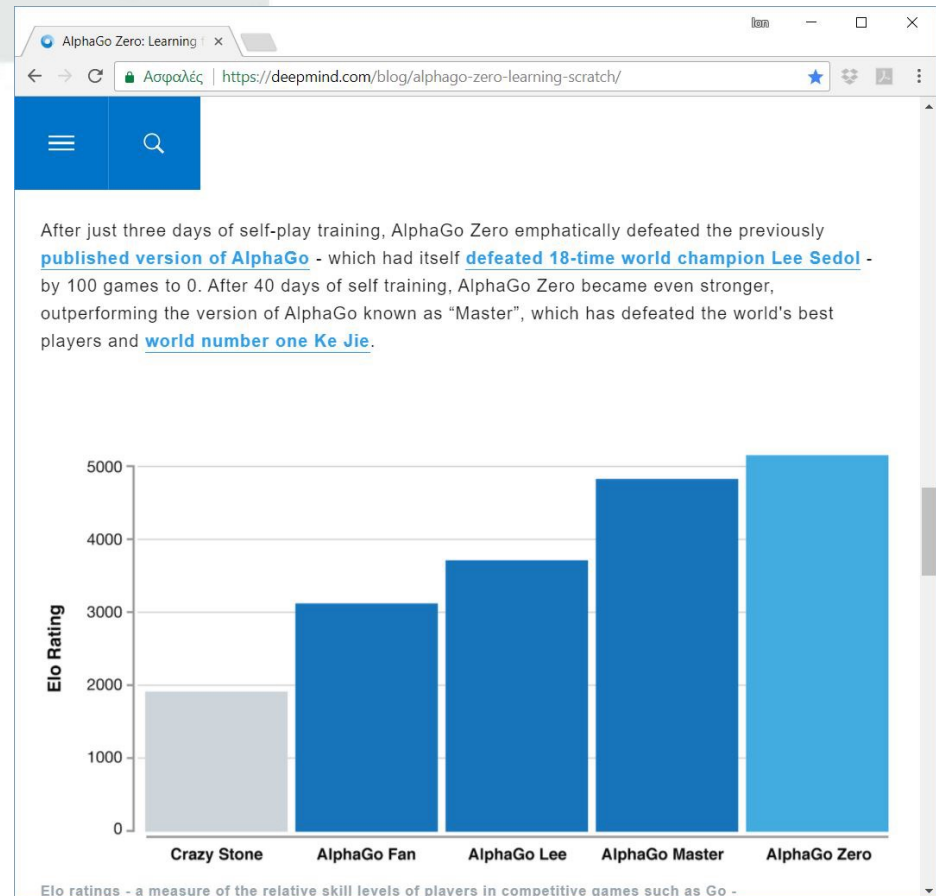 Ion
AlphaGo Zero: Learning f
Ασφαλές | https://deepmind.com/blog/alphago-zero-learning-scratch/
After just three days of self-play training, AlphaGo Zero emphatically defeated the previously
published version of AlphaGo - which had itself defeated 18-time world champion Lee Sedol -
by 100 games to 0. After 40 days of self training, AlphaGo Zero became even stronger,
outperforming the version of AlphaGo known as “Master”, which has defeated the world's best
players and world number one Ke Jie.
5000
4000
3000
2000
1000
0
Elo Rating
Crazy Stone AlphaGo Fan AlphaGo Lee AlphaGo Master AlphaGo Zero
Elo ratings - a measure of the relative skill levels of players in competitive games such as Go -